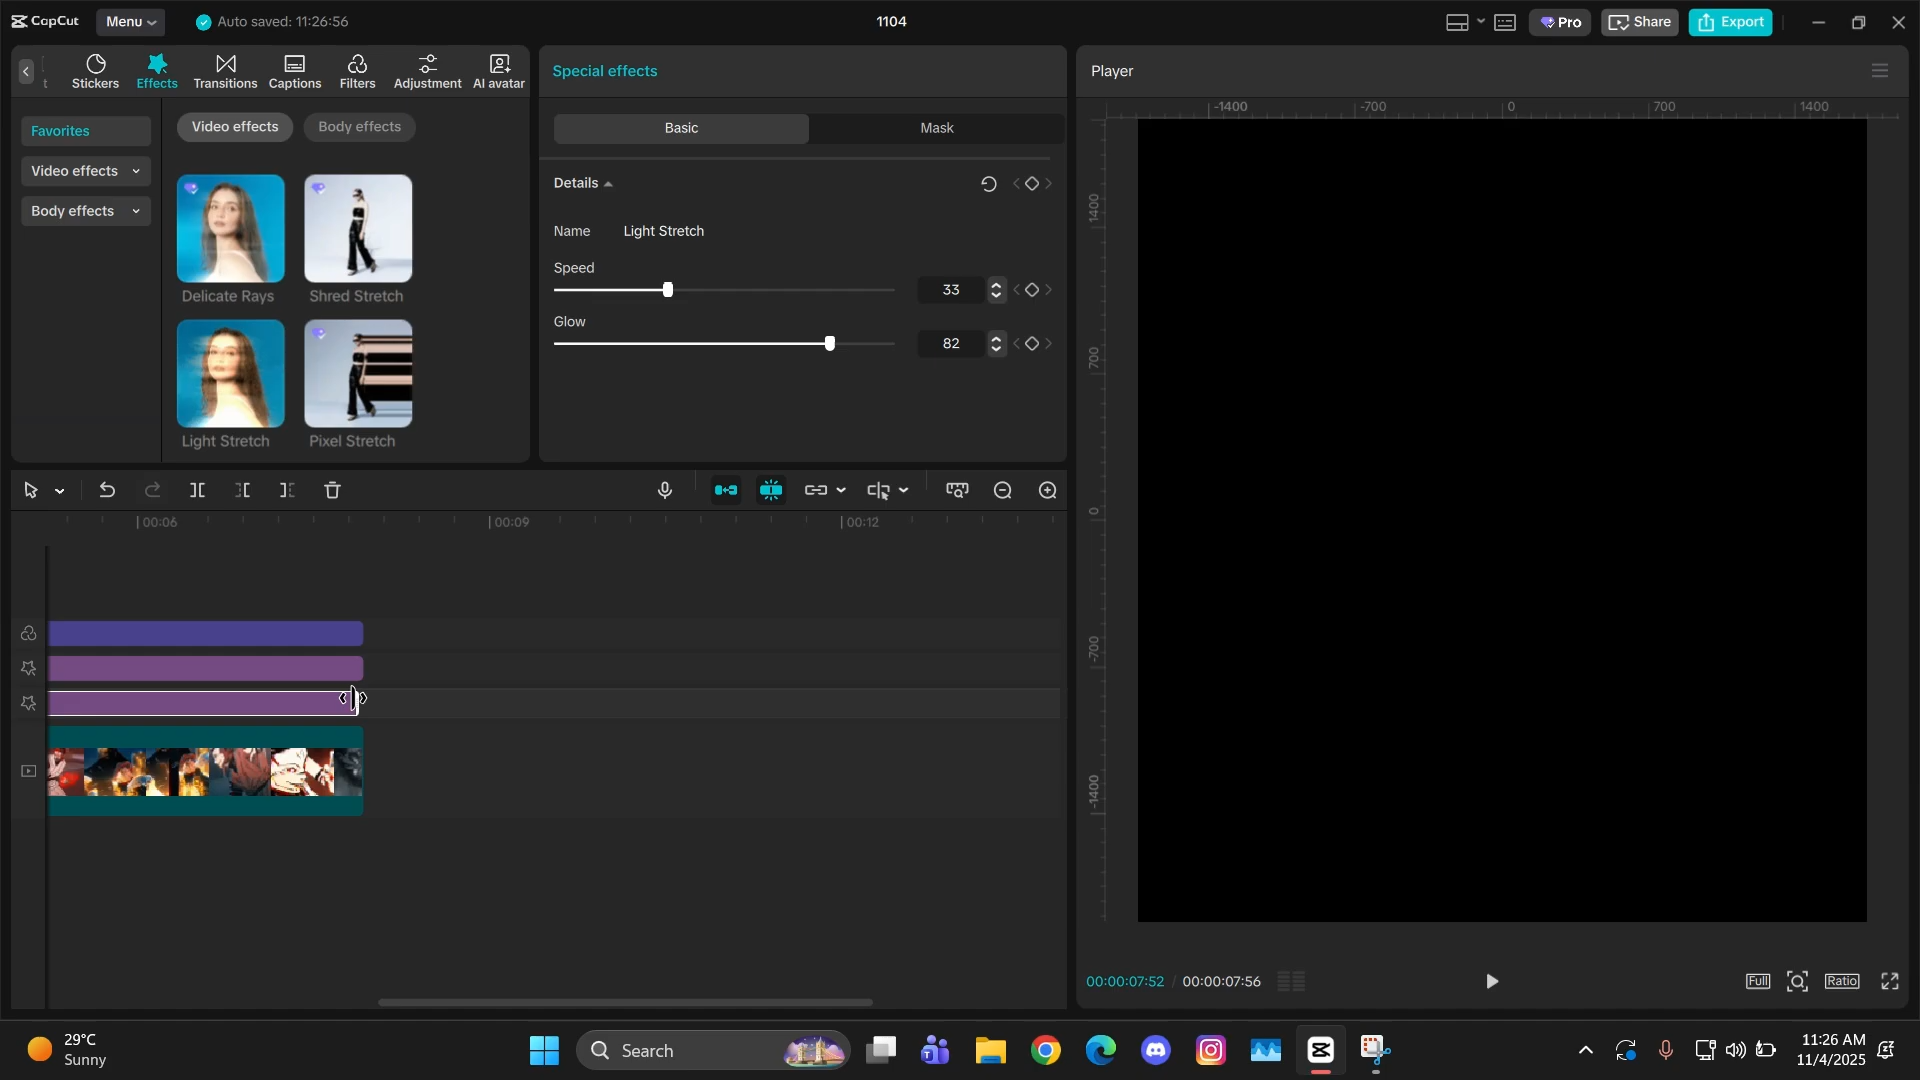 CapCut
Menu
Auto saved: 11:26:56
1104
Pro
Share
Export
t
Stickers
Effects
Transitions
Captions
Filters
Adjustment
AI avatar
Favorites
Video effects
Body effects
Video effects
Body effects
Delicate Rays
Shred Stretch
Light Stretch
Pixel Stretch
Special effects
Basic
Mask
Details
Name
Light Stretch
Speed
33
Glow
82
Player
-1400
-700
0
700
1400
1400
700
0
-700
-1400
00:06
00:09
00:12
00:00:07:52 / 00:00:07:56
Full
Ratio
29°C
Sunny
Search
11:26 AM
11/4/2025